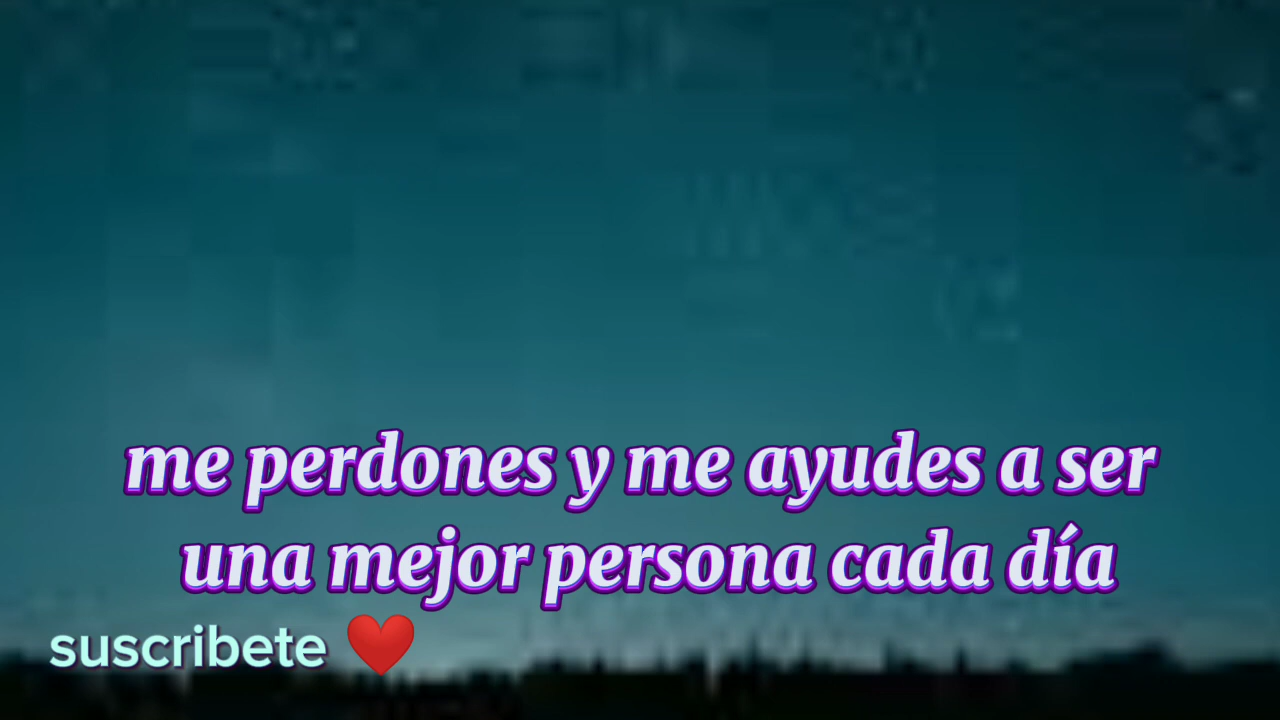 me perdones y me ayudes a ser
una mejor persona cada día
suscribete ❤️